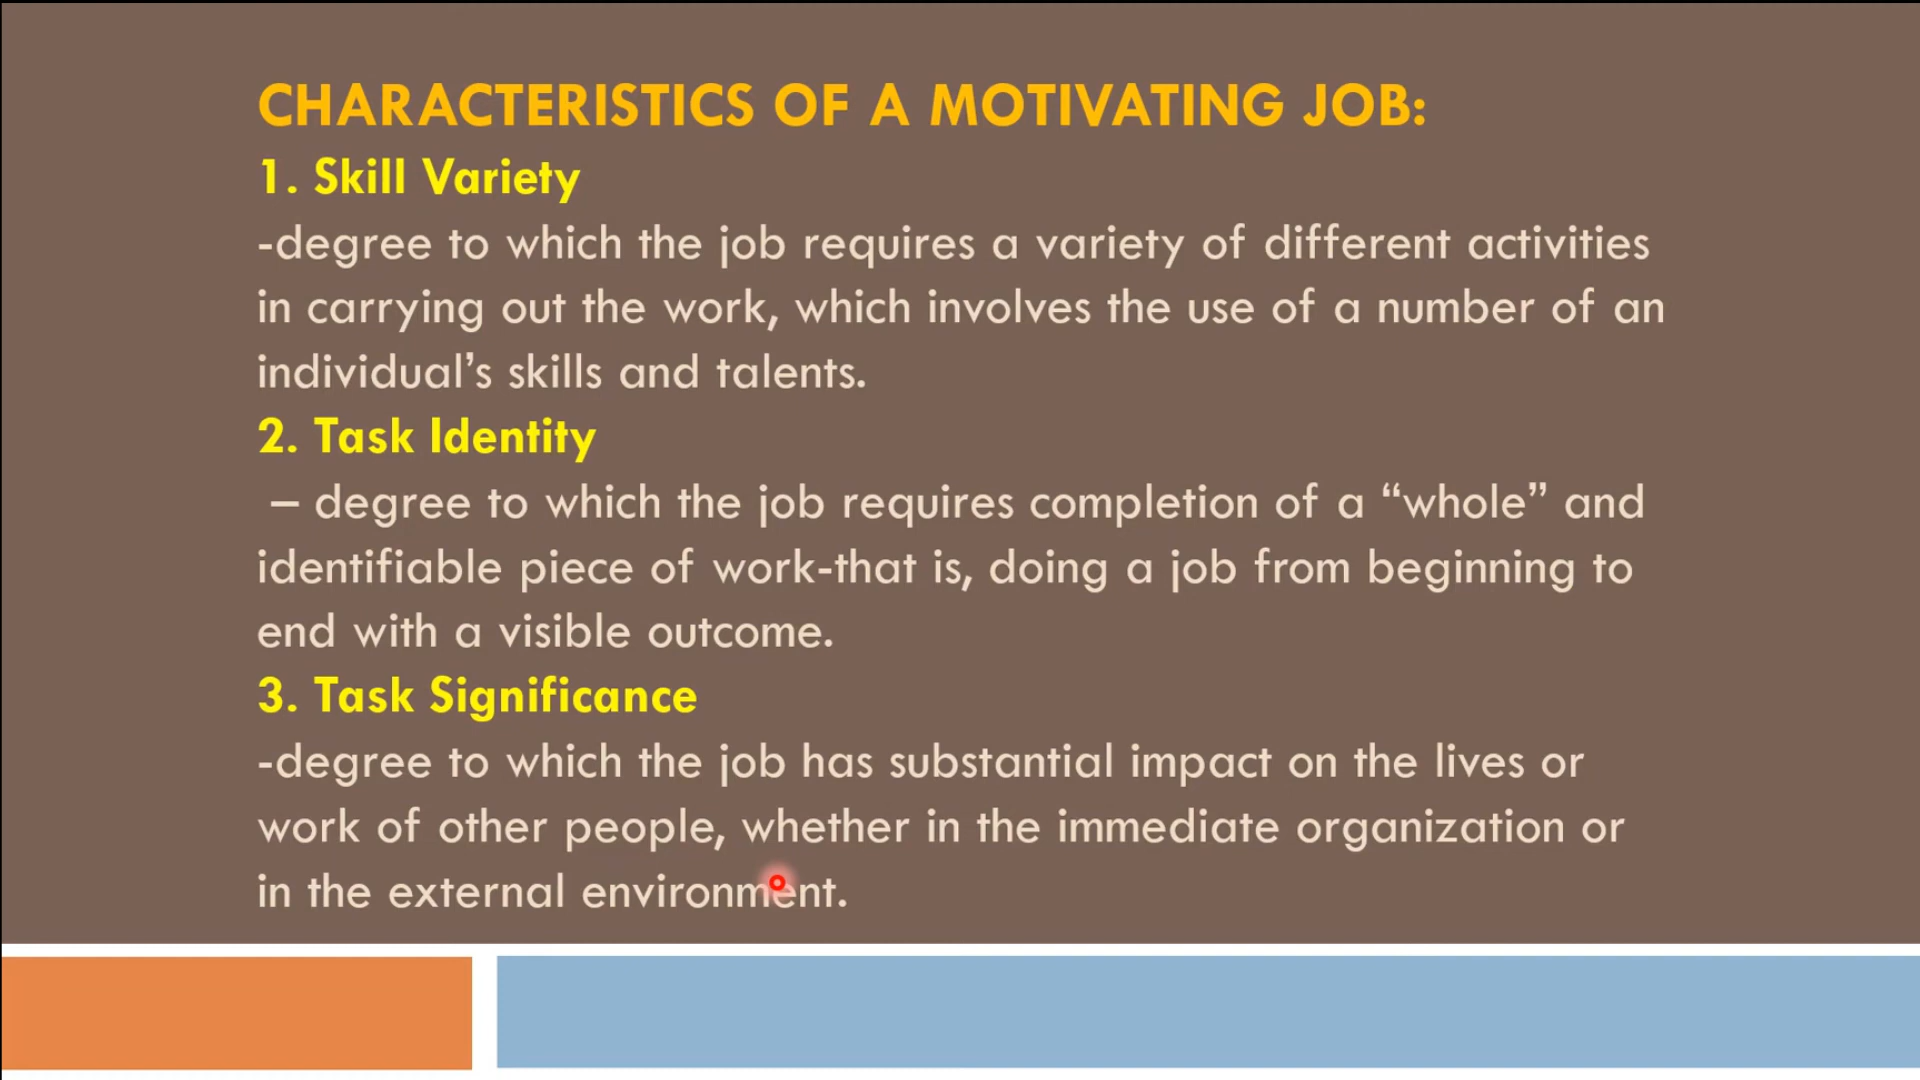 CHARACTERISTICS OF A MOTIVATING JOB:
1. Skill Variety
-degree to which the job requires a variety of different activities
in carrying out the work, which involves the use of a number of an
individual’s skills and talents.
2. Task Identity
– degree to which the job requires completion of a “whole” and
identifiable piece of work-that is, doing a job from beginning to
end with a visible outcome.
3. Task Significance
-degree to which the job has substantial impact on the lives or
work of other people, whether in the immediate organization or
in the external environment.